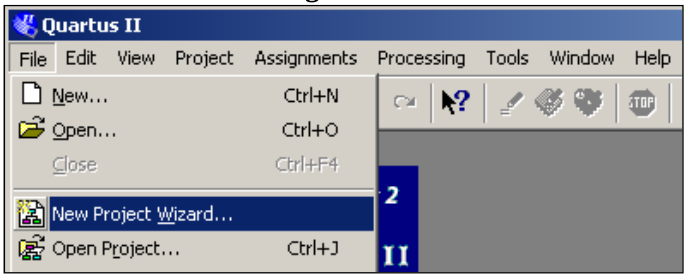 Quartus II
File Edit View Project Assignments Processing Tools Window Help
New... Ctrl+N
Open... Ctrl+O
Close Ctrl+F4
New Project Wizard...
Open Project... Ctrl+J
STOP
2
II